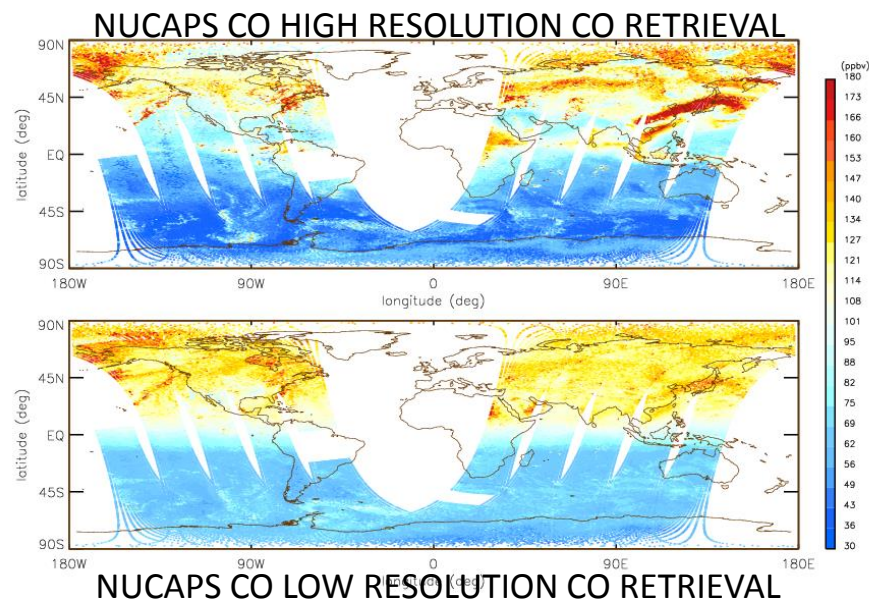 NUCAPS CO HIGH RESOLUTION CO RETRIEVAL
(ppbv)
90N
45N
EQ
45S
90S
latitude (deg)
180W 90W 0 90E 180E
longitude (deg)
180
173
166
160
153
147
140
134
127
121
114
108
101
95
88
82
75
69
62
56
49
43
36
30
90N
45N
EQ
45S
90S
latitude (deg)
180W 90W 0 90E 180E
longitude (deg)
NUCAPS CO LOW RESOLUTION CO RETRIEVAL